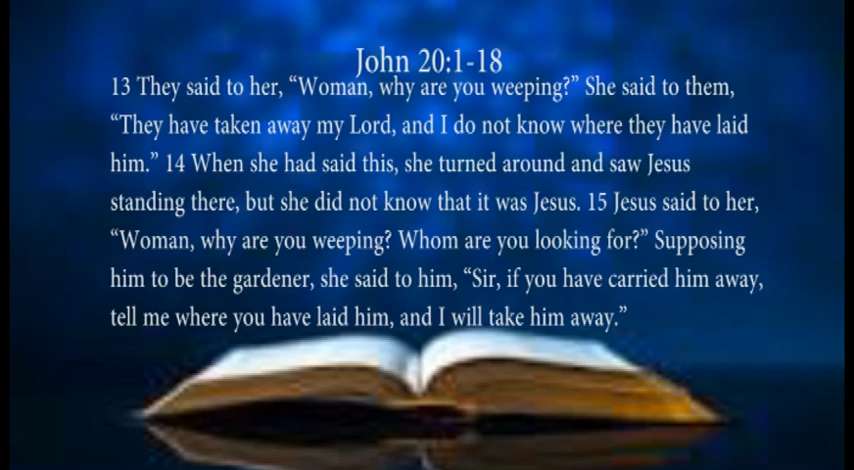 John 20:1-18
13 They said to her, “Woman, why are you weeping?” She said to them,
“They have taken away my Lord, and I do not know where they have laid
him.” 14 When she had said this, she turned around and saw Jesus
standing there, but she did not know that it was Jesus. 15 Jesus said to her,
“Woman, why are you weeping? Whom are you looking for?” Supposing
him to be the gardener, she said to him, “Sir, if you have carried him away,
tell me where you have laid him, and I will take him away.”